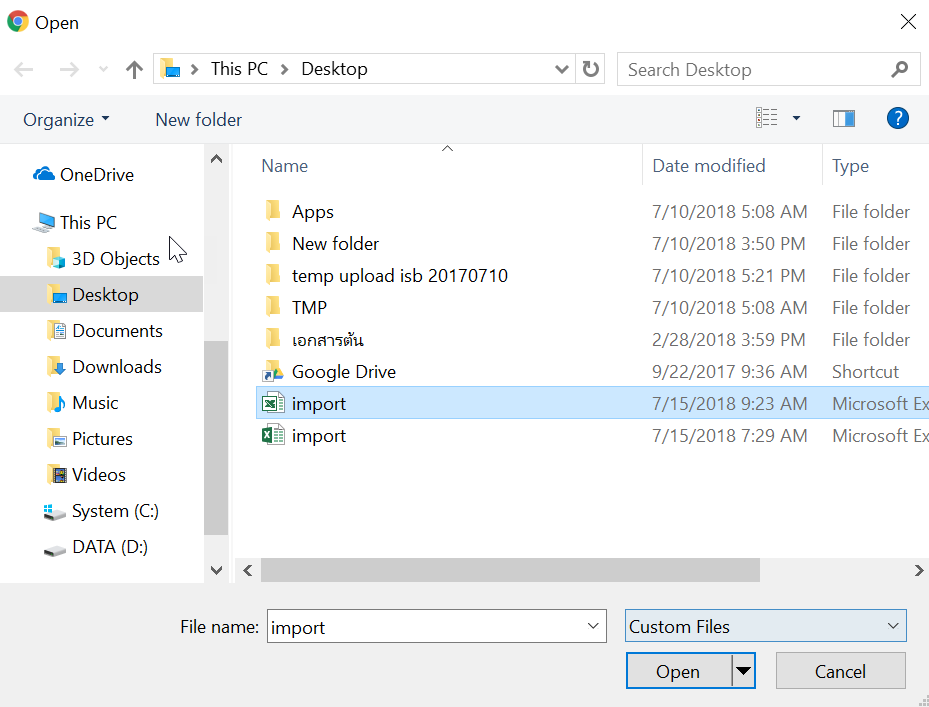 Open
This PC > Desktop
Search Desktop
Organize
New folder
?
Name
Date modified
Type
OneDrive
This PC
3D Objects
Desktop
Documents
Downloads
Music
Pictures
Videos
System (C:)
DATA (D:)
Apps 7/10/2018 5:08 AM File folder
New folder 7/10/2018 3:50 PM File folder
temp upload isb 20170710 7/10/2018 5:21 PM File folder
TMP 7/10/2018 5:08 AM File folder
เอกสารต้น 2/28/2018 3:59 PM File folder
Google Drive 9/22/2017 9:36 AM Shortcut
import 7/15/2018 9:23 AM Microsoft Ex
import 7/15/2018 7:29 AM Microsoft Ex
File name: import
Custom Files
Open
Cancel